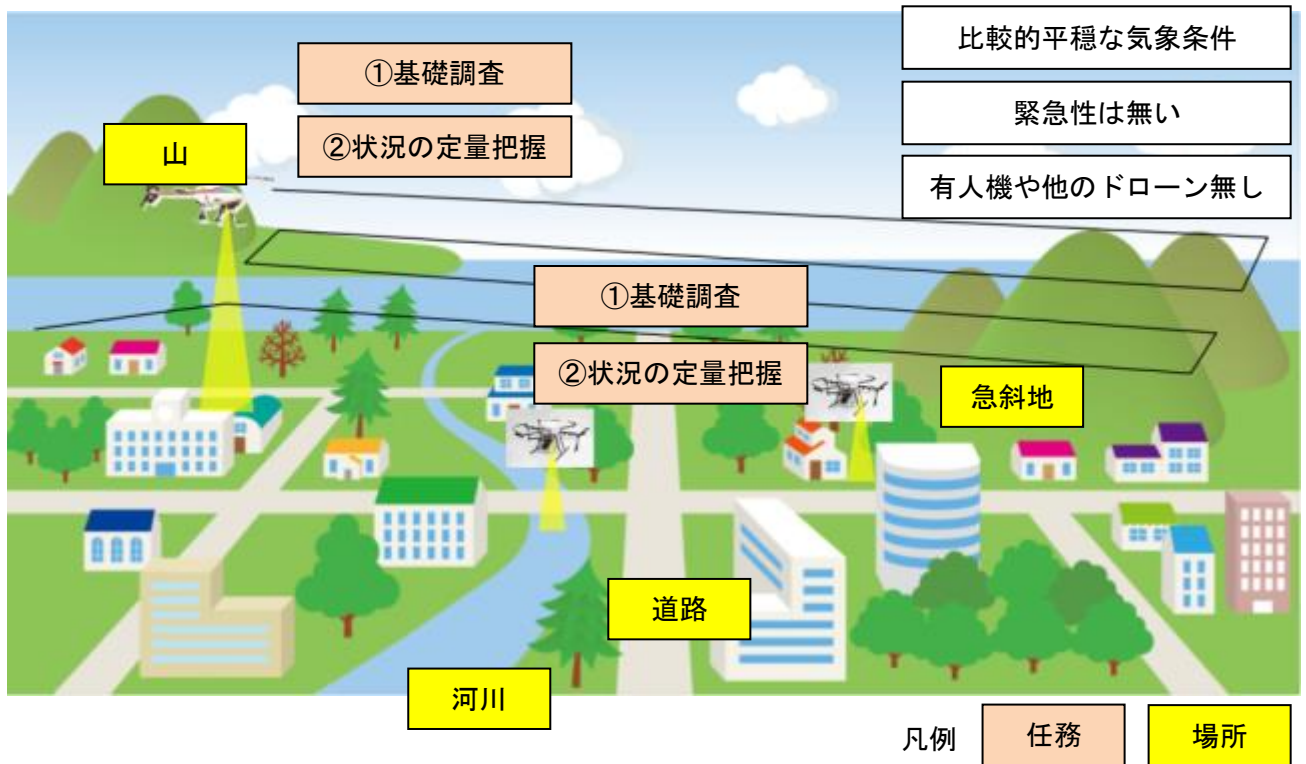 比較的平穏な気象条件
①基礎調査
緊急性は無い
②状況の定量把握
山
有人機や他のドローン無し
①基礎調査
②状況の定量把握
急斜地
道路
河川
凡例
任務
場所